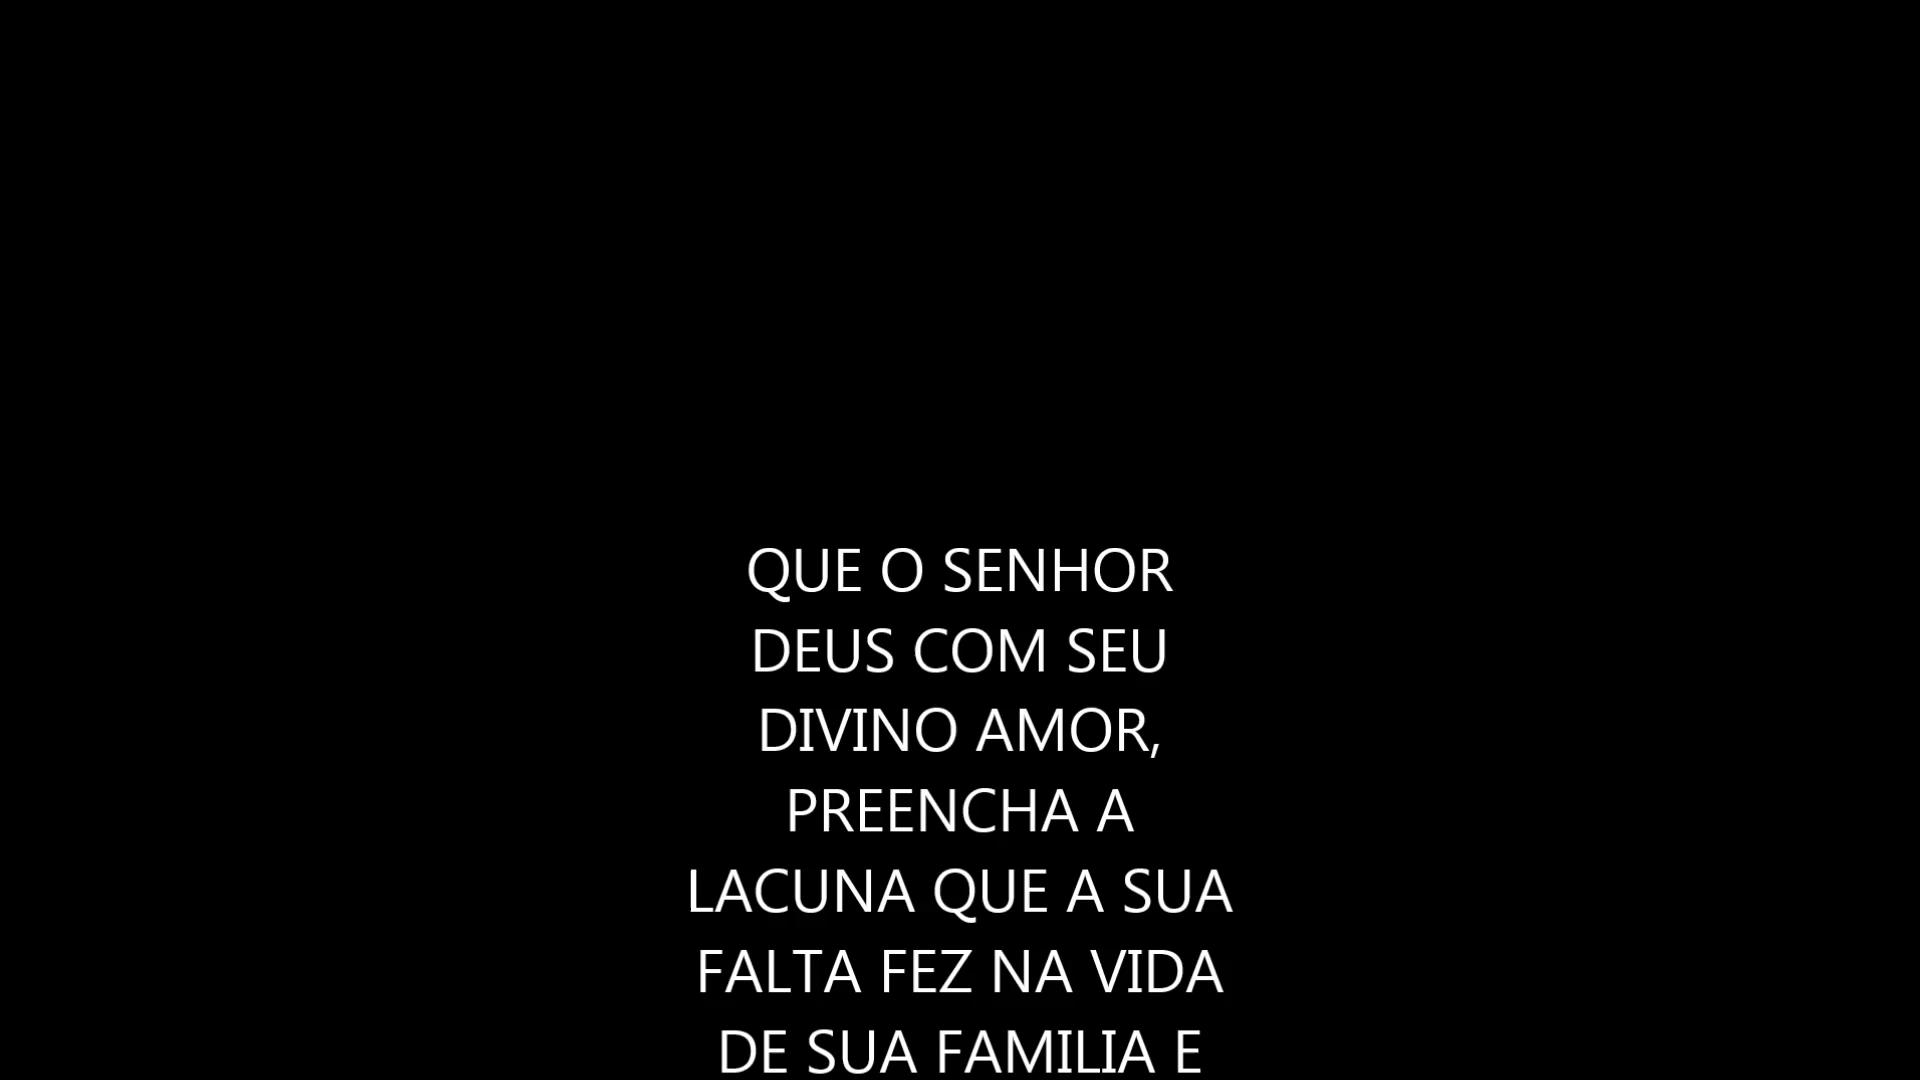 QUE O SENHOR
DEUS COM SEU
DIVINO AMOR,
PREENCHA A
LACUNA QUE A SUA
FALTA FEZ NA VIDA
DE SUA FAMILIA E